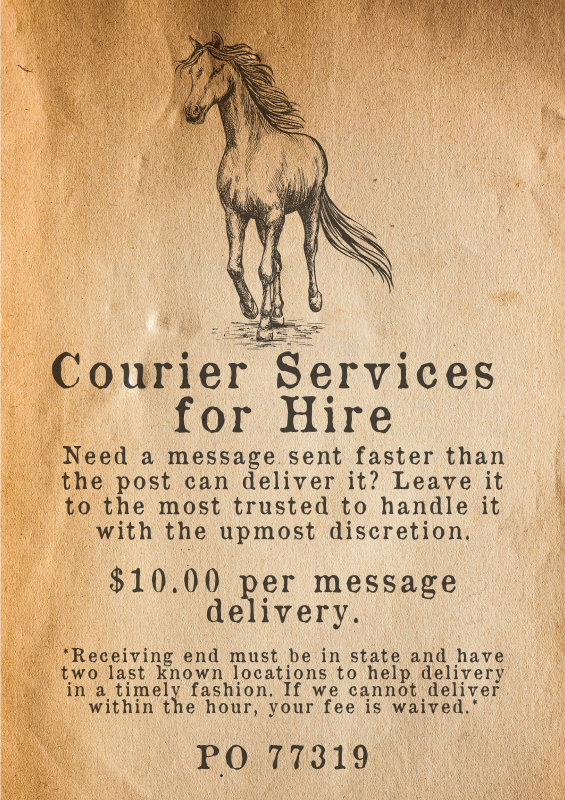 Courier Services
for Hire
Need a message sent faster than
the post can deliver it? Leave it
to the most trusted to handle it
with the upmost discretion.
$10.00 per message
delivery.
*Receiving end must be in state and have
two last known locations to help delivery
in a timely fashion. If we cannot deliver
within the hour, your fee is waived.*
PO 77319